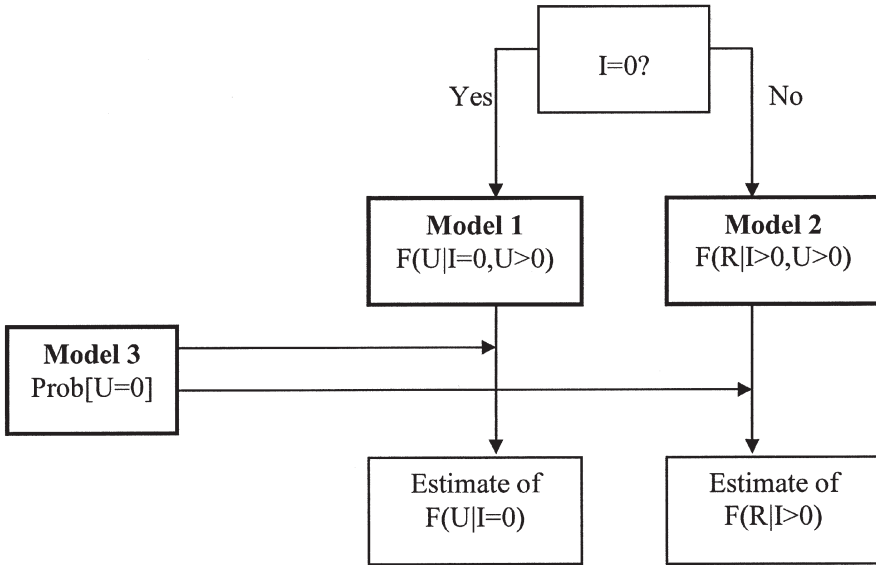 I=0?
Yes
No
Model 1
F(U|I=0,U>0)
Model 2
F(R|I>0,U>0)
Model 3
Prob[U=0]
Estimate of
F(U|I=0)
Estimate of
F(R|I>0)